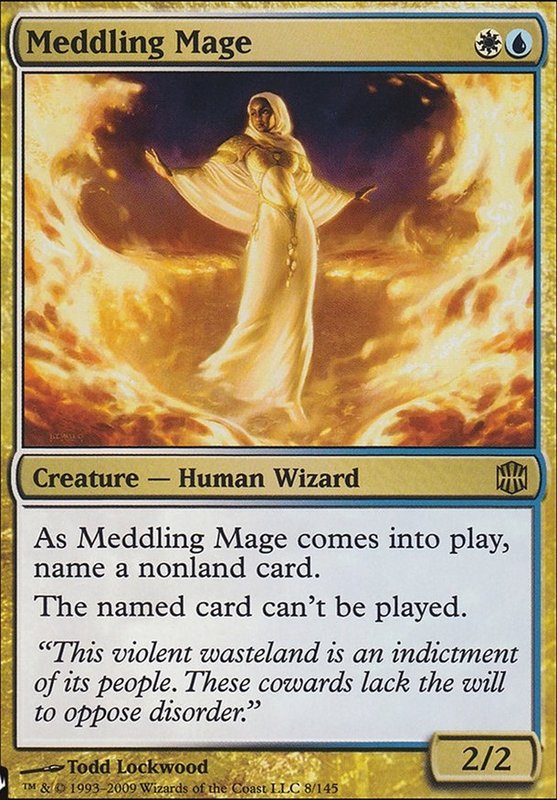 Meddling Mage
Creature — Human Wizard
As Meddling Mage comes into play,
name a nonland card.
The named card can't be played.
“This violent wasteland is an indictment
of its people. These cowards lack the will
to oppose disorder.”
2/2
Todd Lockwood
™ & © 1993–2009 Wizards of the Coast LLC 8/145